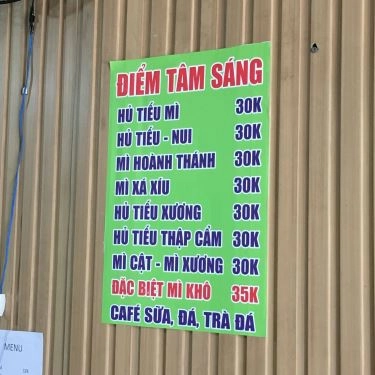 ĐIỂM TÂM SÁNG
HỦ TIẾU MÌ 30K
HỦ TIẾU - NUI 30K
MÌ HOÀNH THÁNH 30K
MÌ XÁ XÍU 30K
HỦ TIẾU XƯƠNG 30K
HỦ TIẾU THẬP CẨM 30K
MÌ CẬT - MÌ XƯƠNG 30K
ĐẶC BIỆT MÌ KHÔ 35K
CAFÉ SỮA, ĐÁ, TRÀ ĐÁ
MENU